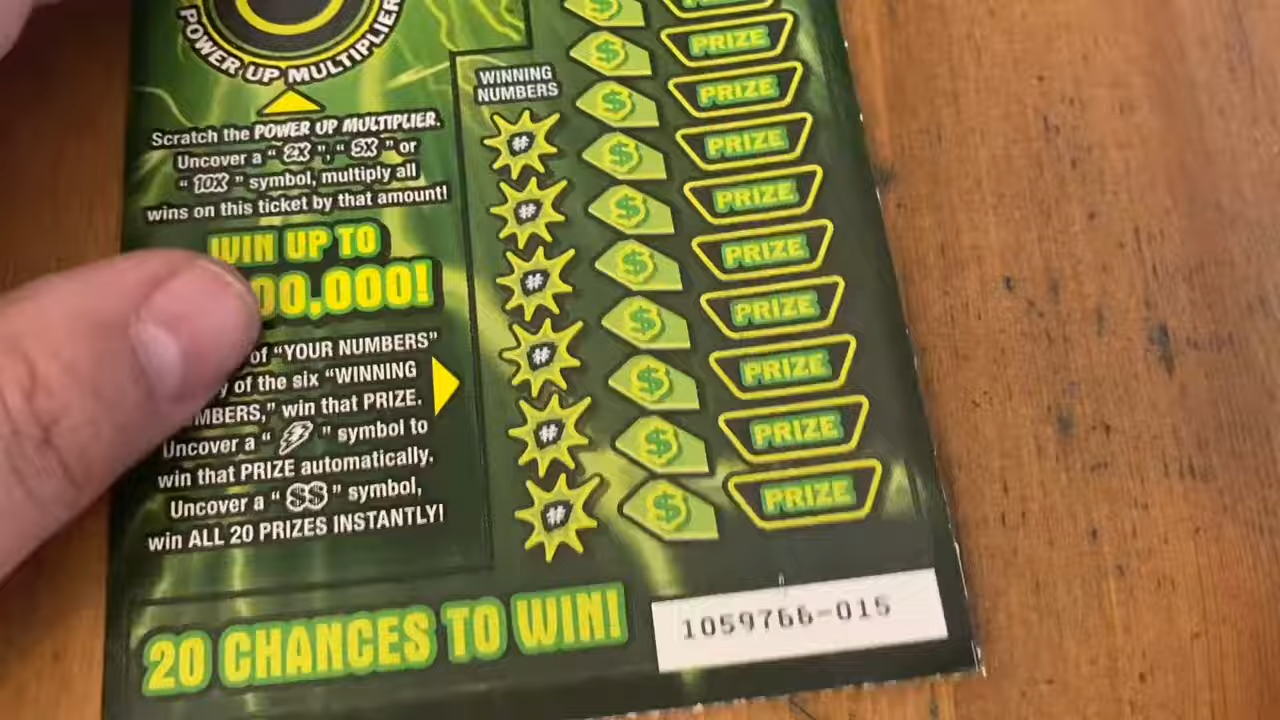 POWER UP MULTIPLIER
Scratch the POWER UP MULTIPLIER.
Uncover a “ 2X ”, “ 5X ” or
“ 10X ” symbol, multiply all
wins on this ticket by that amount!
WIN UP TO
00,000!
of “YOUR NUMBERS”
of the six “WINNING
win that PRIZE.
Uncover a “ ” symbol to
win that PRIZE automatically.
Uncover a “ $$ ” symbol,
win ALL 20 PRIZES INSTANTLY!
WINNING
NUMBERS
#
#
#
#
#
#
$
$ PRIZE
$ PRIZE
$ PRIZE
$ PRIZE
$ PRIZE
$ PRIZE
$ PRIZE
$ PRIZE
$ PRIZE
20 CHANCES TO WIN!
1059766-015